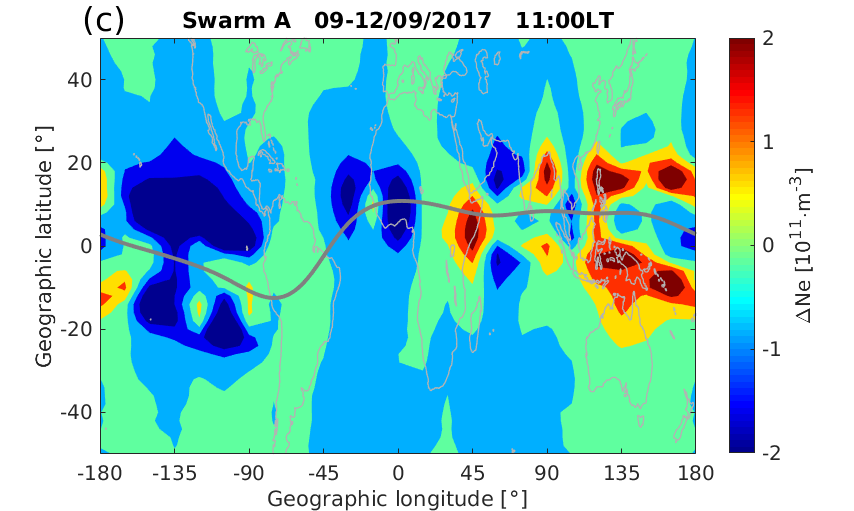 (c)
Swarm A 09-12/09/2017 11:00LT
40
20
0
-20
-40
Geographic latitude [°]
-180 -135 -90 -45 0 45 90 135 180
Geographic longitude [°]
2
1
0
-1
-2
△Ne [10¹¹·m⁻³]